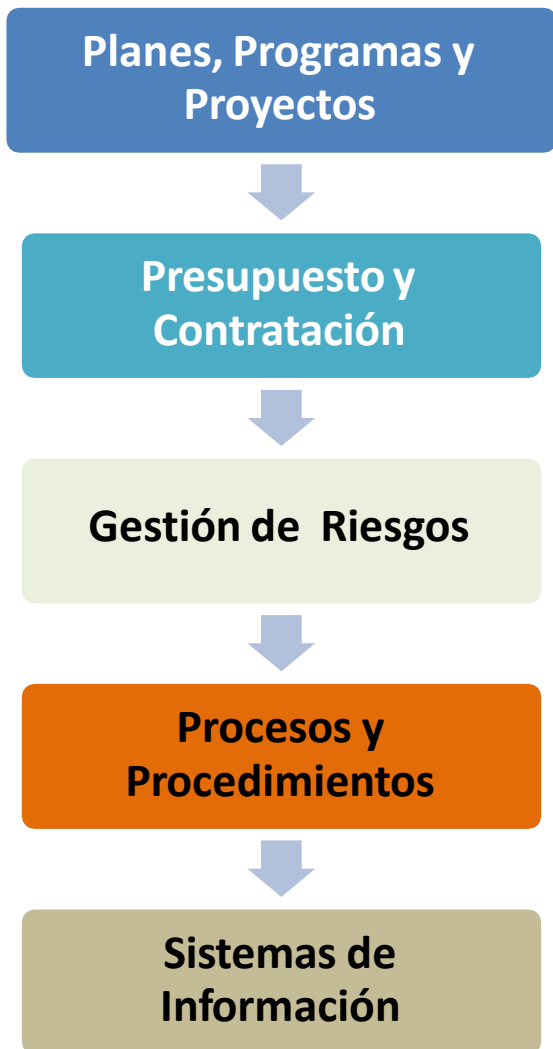 Planes, Programas y
Proyectos
Presupuesto y
Contratación
Gestión de Riesgos
Procesos y
Procedimientos
Sistemas de
Información